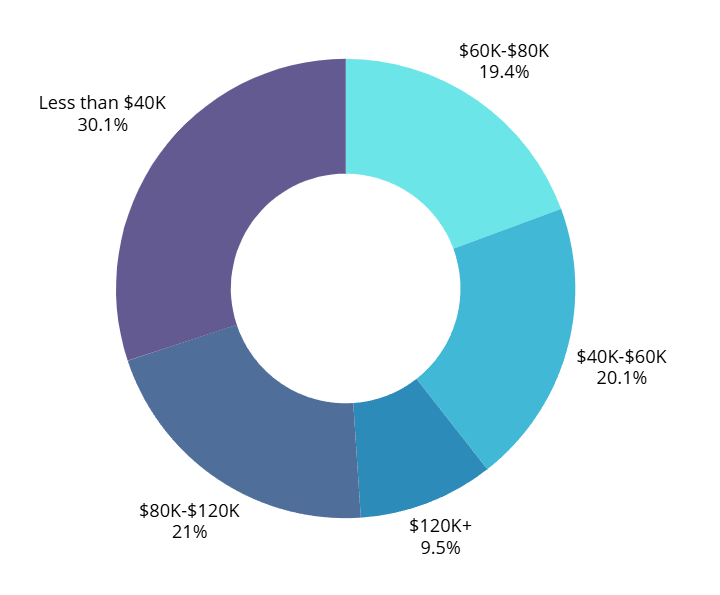 $60K-$80K
19.4%
Less than $40K
30.1%
$40K-$60K
20.1%
$80K-$120K
21%
$120K+
9.5%